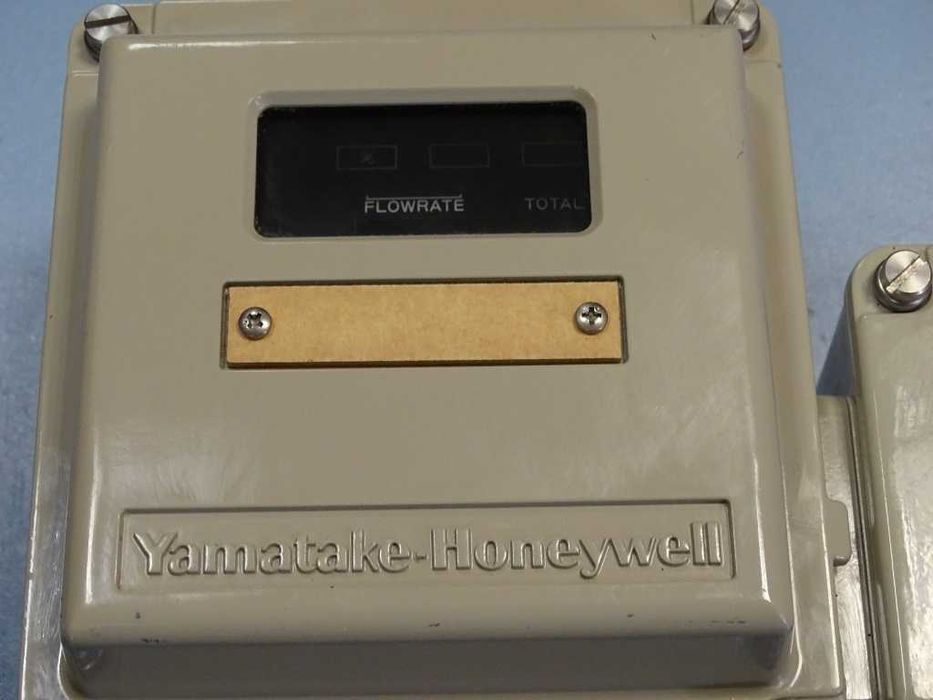 %
FLOWRATE
TOTAL
Yamatake-Honeywell